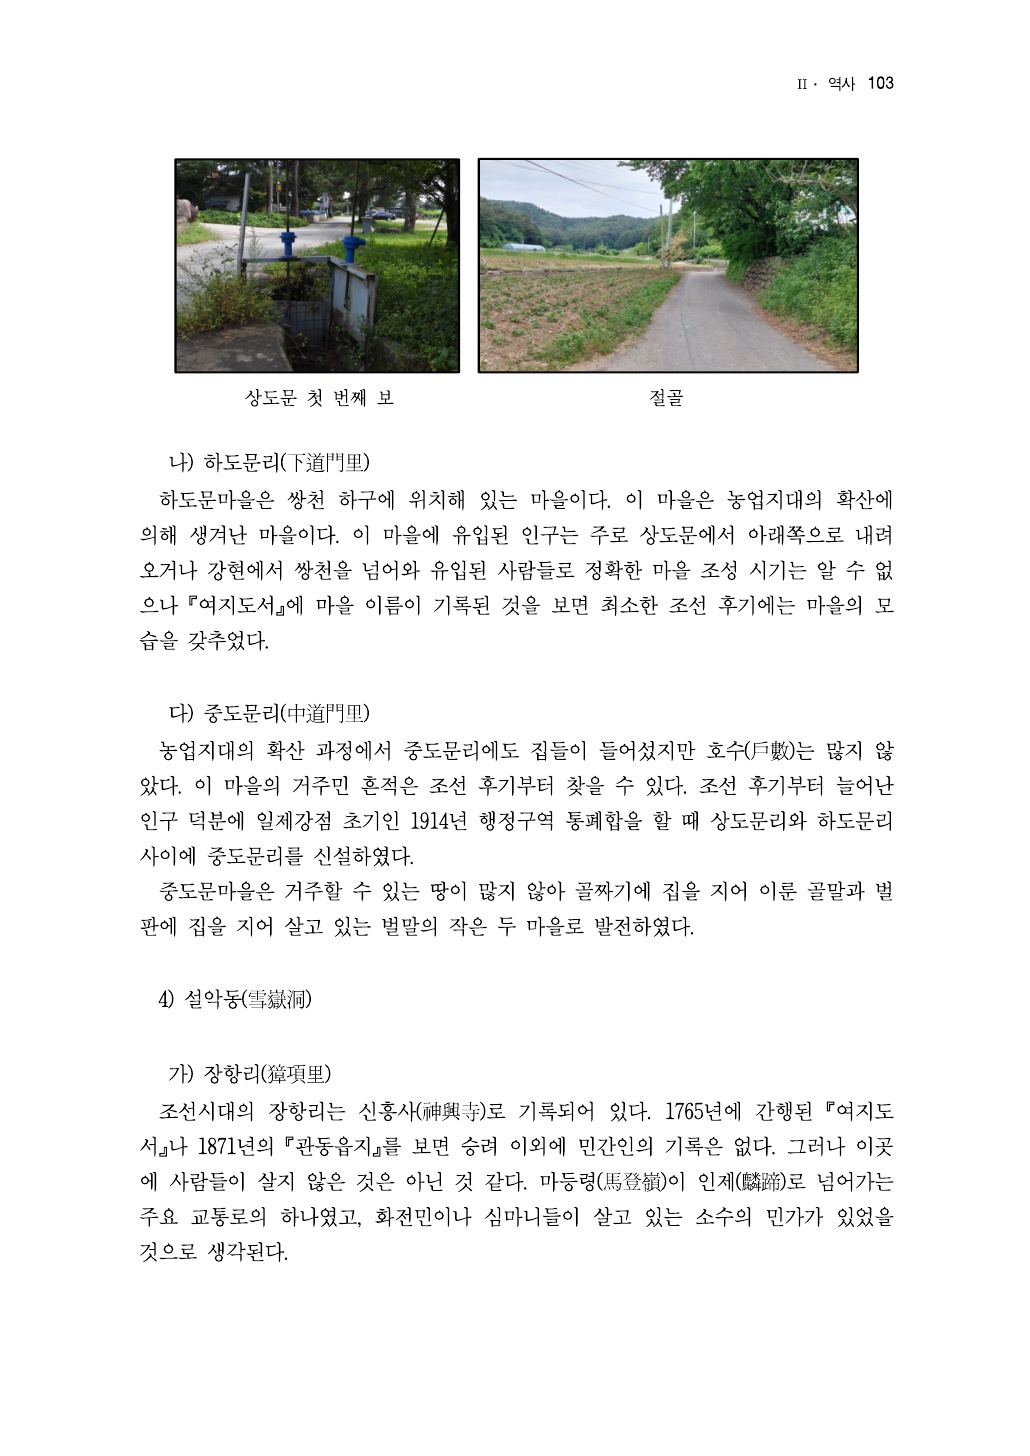 II · 역사 103
상도문 첫 번째 보
절골
나) 하도문리(下道門里)
하도문마을은 쌍천 하구에 위치해 있는 마을이다. 이 마을은 농업지대의 확산에
의해 생겨난 마을이다. 이 마을에 유입된 인구는 주로 상도문에서 아래쪽으로 내려
오거나 강현에서 쌍천을 넘어와 유입된 사람들로 정확한 마을 조성 시기는 알 수 없
으나 『여지도서』에 마을 이름이 기록된 것을 보면 최소한 조선 후기에는 마을의 모
습을 갖추었다.
다) 중도문리(中道門里)
농업지대의 확산 과정에서 중도문리에도 집들이 들어섰지만 호수(戶數)는 많지 않
았다. 이 마을의 거주민 흔적은 조선 후기부터 찾을 수 있다. 조선 후기부터 늘어난
인구 덕분에 일제강점 초기인 1914년 행정구역 통폐합을 할 때 상도문리와 하도문리
사이에 중도문리를 신설하였다.
중도문마을은 거주할 수 있는 땅이 많지 않아 골짜기에 집을 지어 이룬 골말과 벌
판에 집을 지어 살고 있는 벌말의 작은 두 마을로 발전하였다.
4) 설악동(雪嶽洞)
가) 장항리(獐項里)
조선시대의 장항리는 신흥사(神興寺)로 기록되어 있다. 1765년에 간행된 『여지도
서』나 1871년의 『관동읍지』를 보면 승려 이외에 민간인의 기록은 없다. 그러나 이곳
에 사람들이 살지 않은 것은 아닌 것 같다. 마등령(馬登嶺)이 인제(麟蹄)로 넘어가는
주요 교통로의 하나였고, 화전민이나 심마니들이 살고 있는 소수의 민가가 있었을
것으로 생각된다.